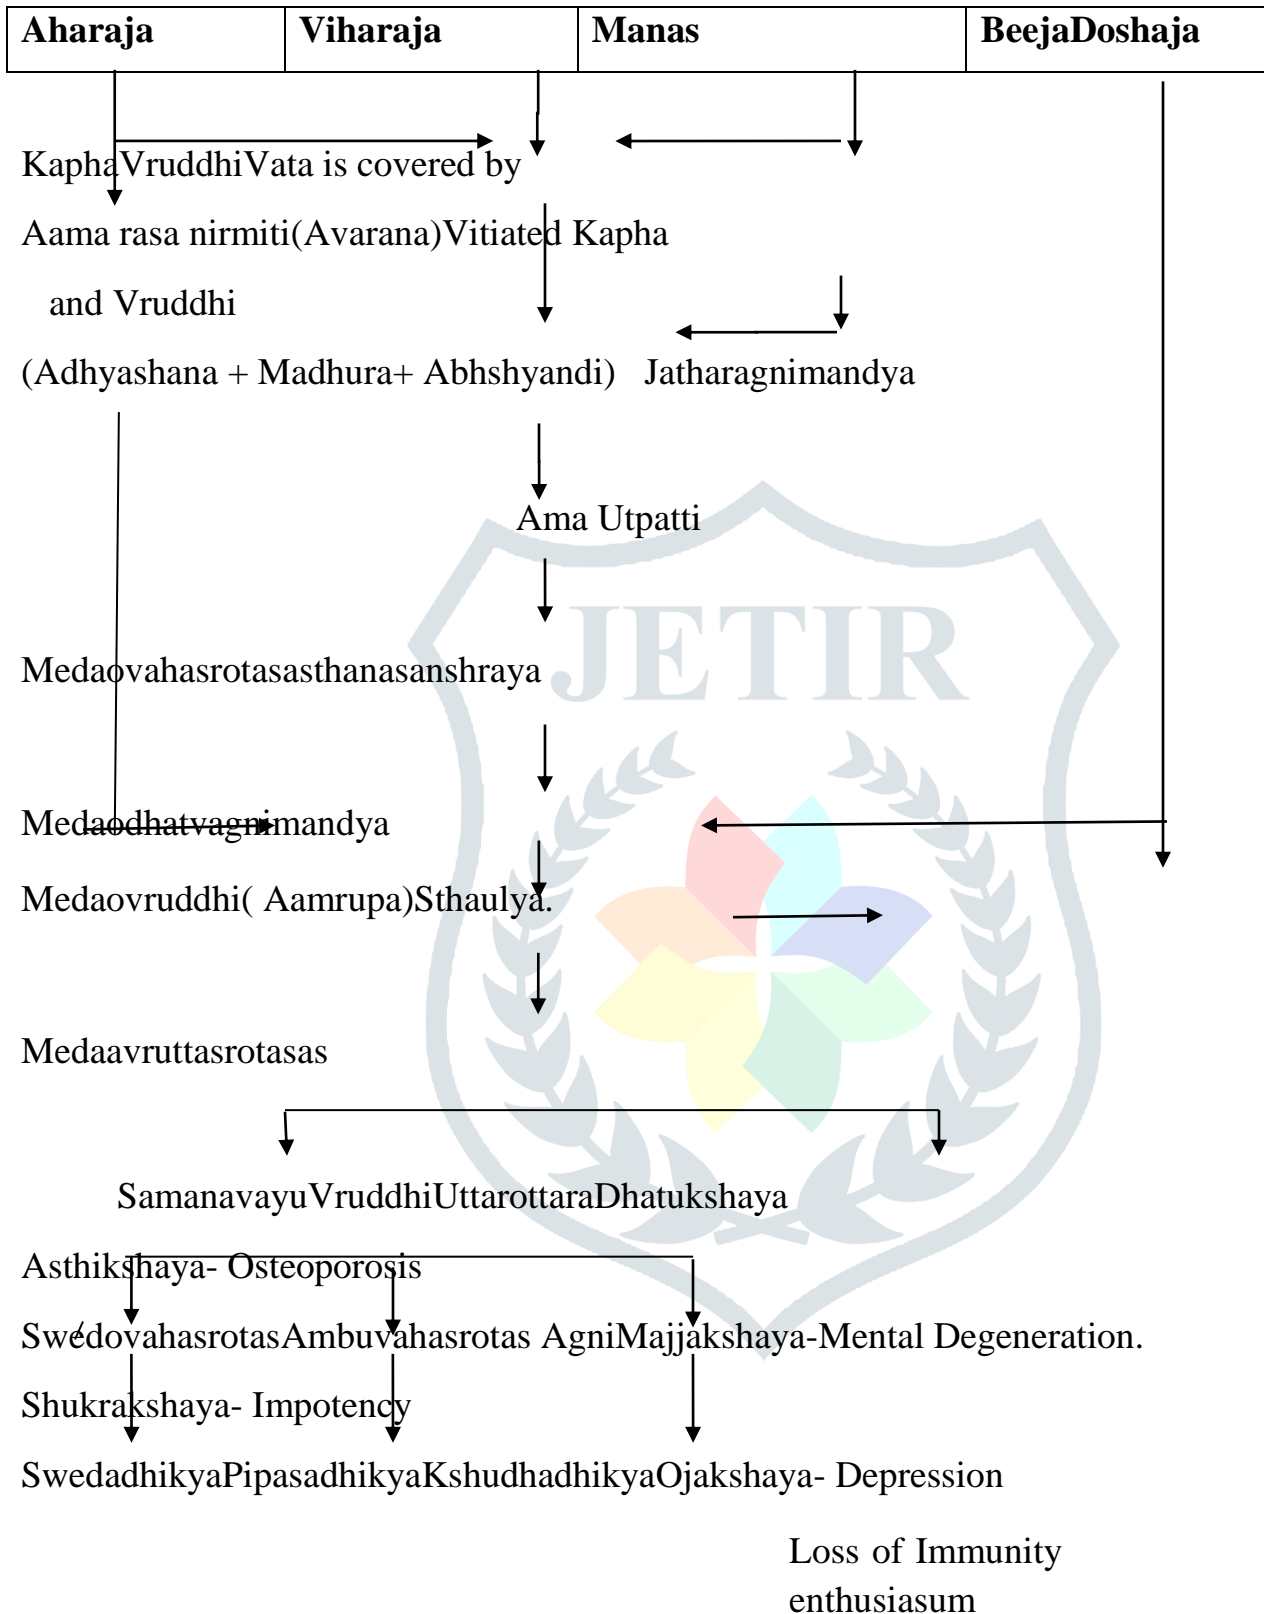 Aharaja Viharaja Manas BeejaDoshaja
KaphaVruddhiVata is covered by
Aama rasa nirmiti(Avarana)Vitiated Kapha
and Vruddhi
(Adhyashana + Madhura+ Abhshyandi) Jatharagnimandya
Ama Utpatti
JETIR
Medaovahasrotasasthanasanshraya
Medaodhatvagnimandya
Medaovruddhi( Aamrupa)Sthaulya.
Medaavruttasrotasas
SamanavayuVruddhiUttarottaraDhatukshaya
Asthikshaya- Osteoporosis
SwedovahasrotasAmbuvahasrotas AgniMajjakshaya-Mental Degeneration.
Shukrakshaya- Impotency
SwedadhikyaPipasadhikyaKshudhadhikyaOjakshaya- Depression
Loss of Immunity
enthusiasum